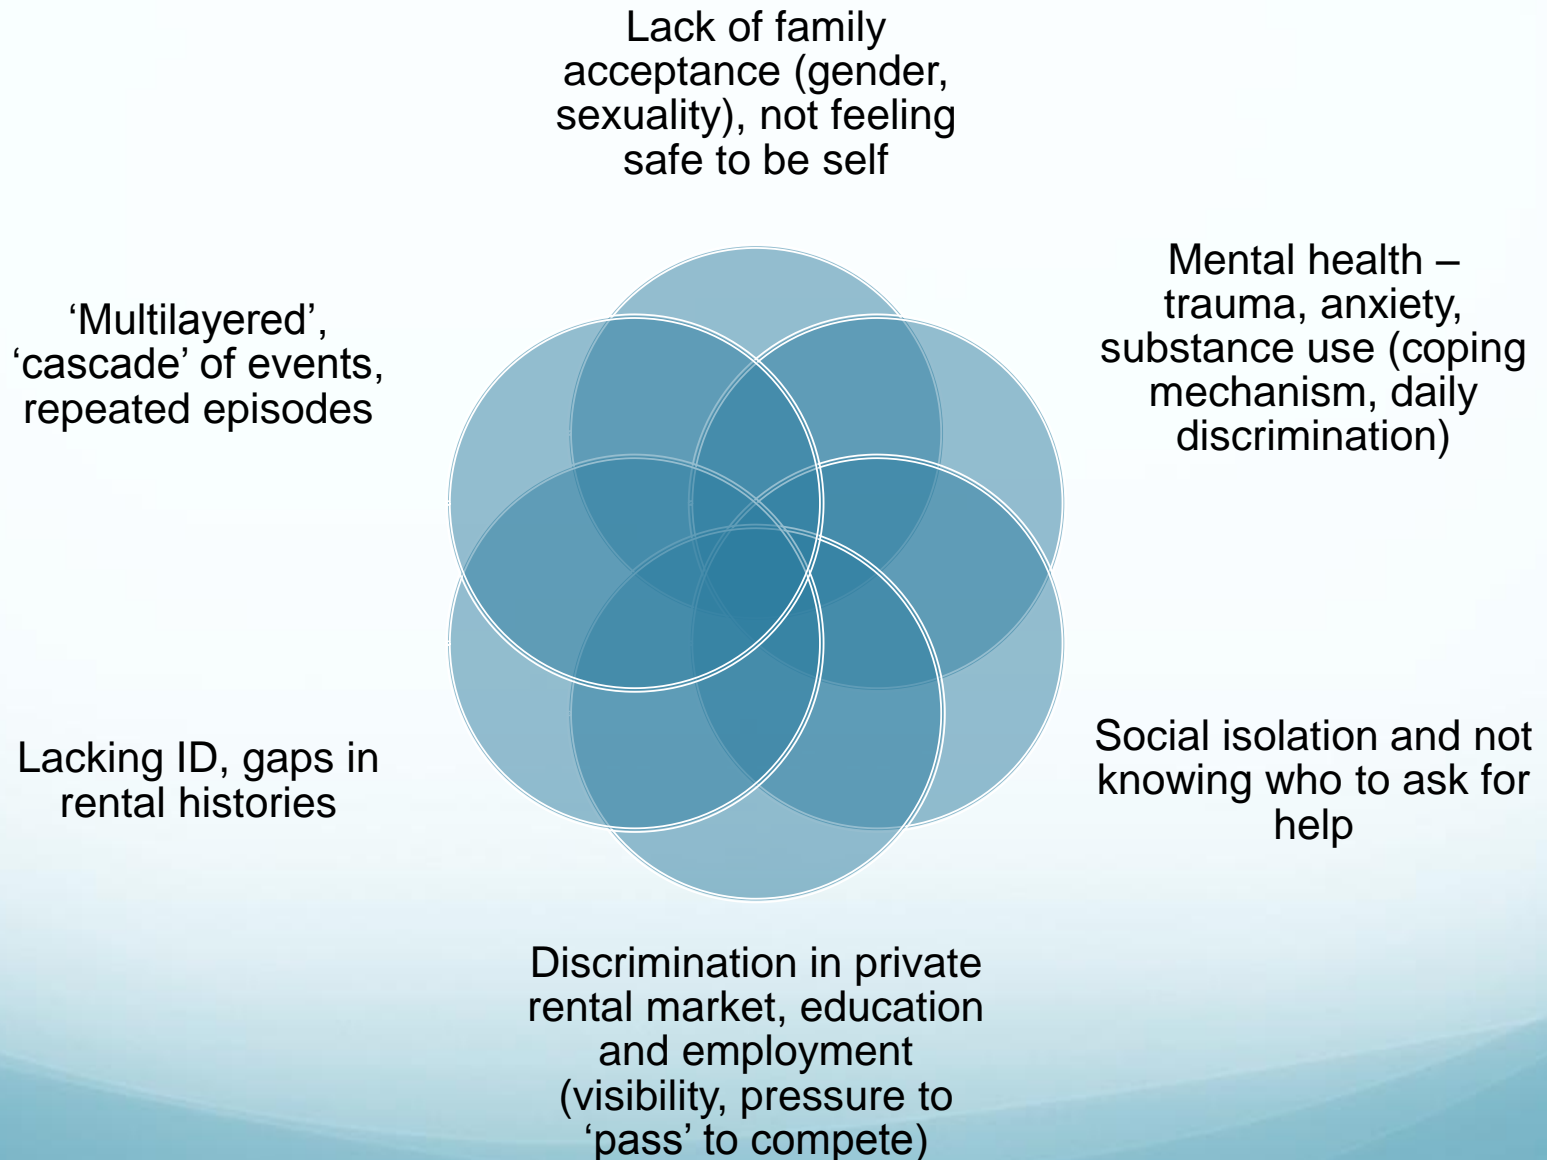 Lack of family
acceptance (gender,
sexuality), not feeling
safe to be self
Mental health –
trauma, anxiety,
substance use (coping
mechanism, daily
discrimination)
Social isolation and not
knowing who to ask for
help
Discrimination in private
rental market, education
and employment
(visibility, pressure to
‘pass’ to compete)
Lacking ID, gaps in
rental histories
‘Multilayered’,
‘cascade’ of events,
repeated episodes